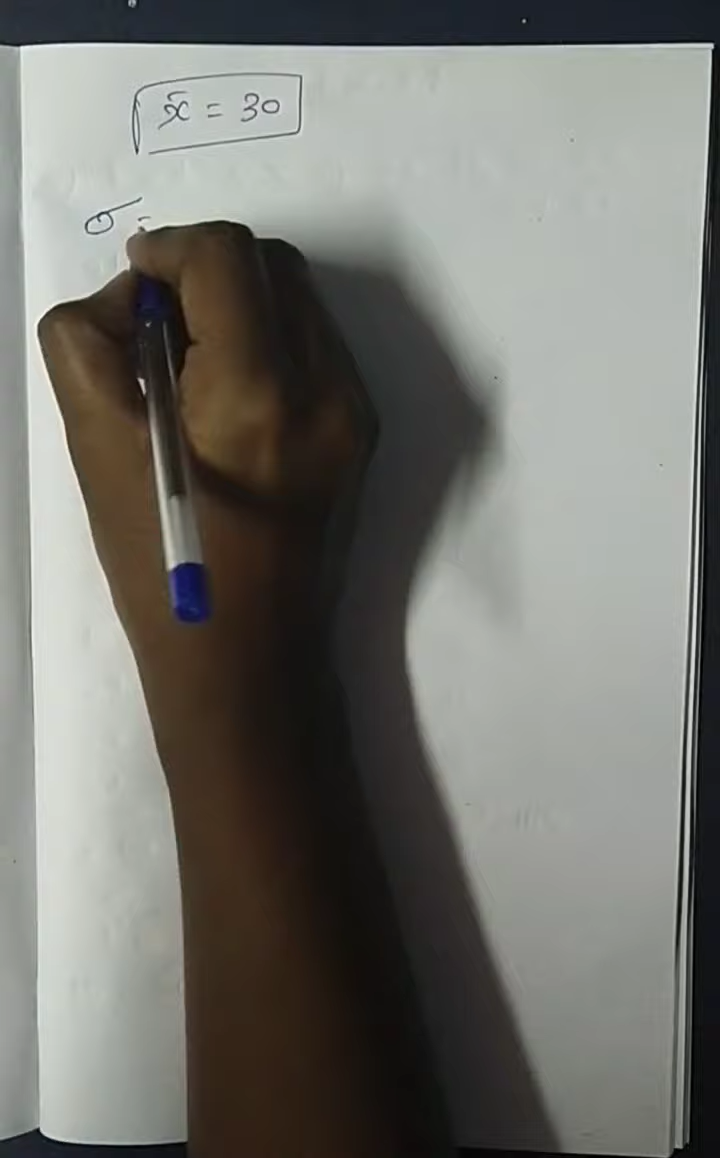 x̄ = 30
σ =